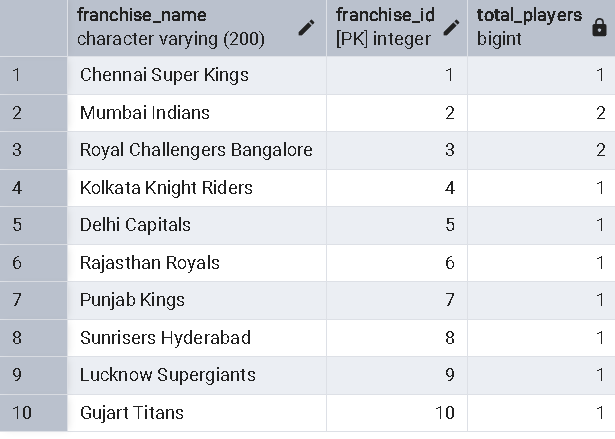 franchise_name franchise_id total_players
character varying (200) [PK] integer bigint
1 Chennai Super Kings 1 1
2 Mumbai Indians 2 2
3 Royal Challengers Bangalore 3 2
4 Kolkata Knight Riders 4 1
5 Delhi Capitals 5 1
6 Rajasthan Royals 6 1
7 Punjab Kings 7 1
8 Sunrisers Hyderabad 8 1
9 Lucknow Supergiants 9 1
10 Gujart Titans 10 1